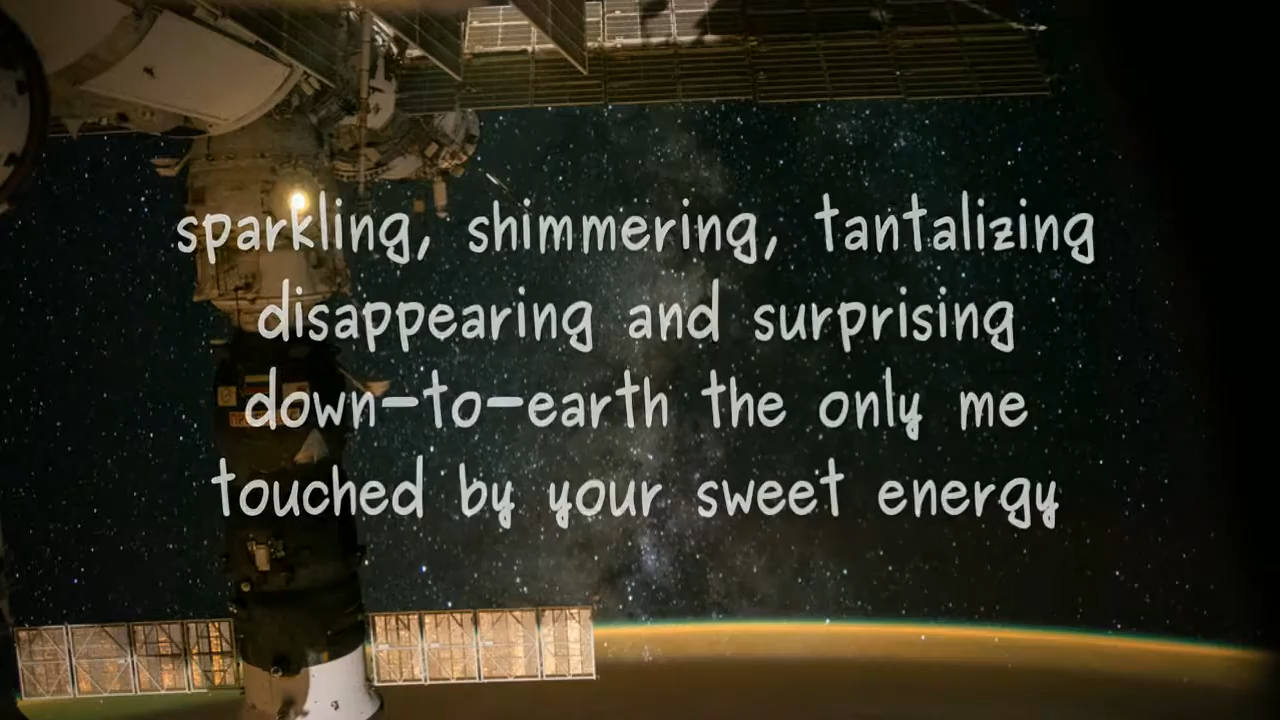 sparkling, shimmering, tantalizing
disappearing and surprising
down-to-earth the only me
touched by your sweet energy